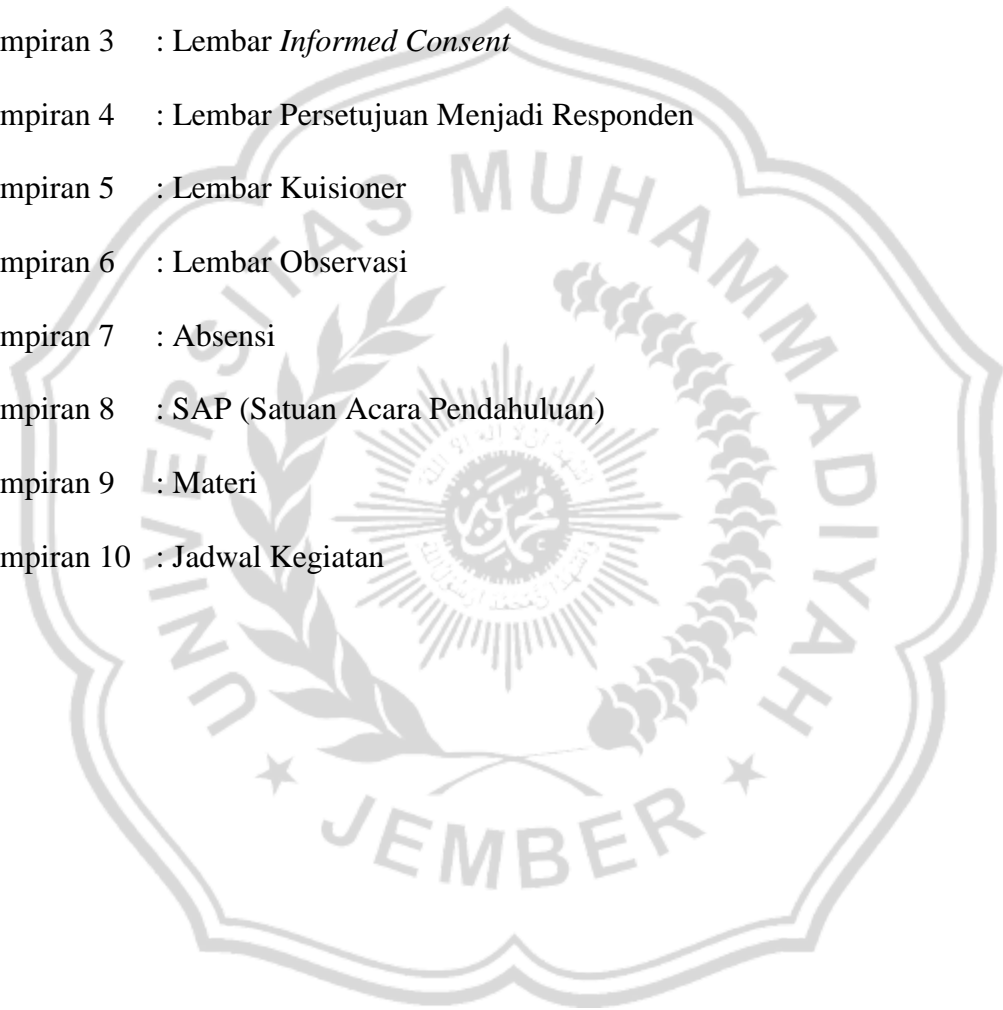 mpiran 3 : Lembar Informed Consent
mpiran 4 : Lembar Persetujuan Menjadi Responden
mpiran 5 : Lembar Kuisioner
mpiran 6 : Lembar Observasi
mpiran 7 : Absensi
mpiran 8 : SAP (Satuan Acara Pendahuluan)
mpiran 9 : Materi
mpiran 10 : Jadwal Kegiatan
UNIVERSITAS MUHAMMADIYAH
JEMBER